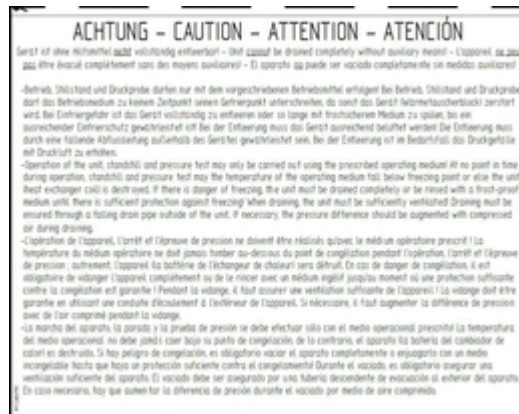 ACHTUNG - CAUTION - ATTENTION - ATENCIÓN
Gerät ist ohne Hilfsmittel nicht vollständig entleerbar! - Unit cannot be drained completely without auxiliary means! - L'appareil ne peut
pas être évacué complètement sans des moyens auxiliaires! - El aparato no puede ser vaciado completamente sin medidas auxiliares!
-Betrieb, Stillstand und Druckprobe dürfen nur mit dem vorgeschriebenen Betriebsmittel erfolgen! Bei Betrieb, Stillstand und Druckprobe
darf das Betriebsmedium zu keinem Zeitpunkt seinen Gefrierpunkt unterschreiten, da sonst das Gerät (Wärmetauscherblock) zerstört
wird. Bei Einfriergefahr ist das Gerät vollständig zu entleeren oder so lange mit frostsicherem Medium zu spülen, bis ein
ausreichender Einfrierschutz gewährleistet ist! Bei der Entleerung muss das Gerät ausreichend belüftet werden! Die Entleerung muss
durch eine fallende Abflussleitung außerhalb des Gerätes gewährleistet sein. Bei der Entleerung ist im Bedarfsfall das Druckgefälle
mit Druckluft zu erhöhen.
-Operation of the unit, standstill and pressure test may only be carried out using the prescribed operating medium! At no point in time
during operation, standstill and pressure test may the temperature of the operating medium fall below freezing point or else the unit
(heat exchanger coil) is destroyed. If there is danger of freezing, the unit must be drained completely or be rinsed with a frost-proof
medium until there is sufficient protection against freezing! When draining, the unit must be sufficiently ventilated! Draining must be
ensured through a falling drain pipe outside of the unit. If necessary, the pressure difference should be augmented with compressed
air during draining.
-L'opération de l'appareil, l'arrêt et l'épreuve de pression ne doivent être réalisés qu'avec le médium opératoire prescrit! La
température du médium opératoire ne doit jamais tomber au-dessous du point de congélation pendant l'opération, l'arrêt et l'épreuve
de pression, autrement, l'appareil (la batterie de l'échangeur de chaleur) sera détruit. En cas de danger de congélation, il est
obligatoire de vidanger l'appareil complètement ou de le rincer avec un médium ingélif jusqu'au moment où une protection suffisante
contre la congélation est garantie! Pendant la vidange, il faut assurer une ventilation suffisante de l'appareil! La vidange doit être
garantie en utilisant une conduite d'écoulement à l'extérieur de l'appareil. Si nécessaire, il faut augmenter la différence de pression
avec de l'air comprimé pendant la vidange.
-La marcha del aparato, la parada y la prueba de presión se debe efectuar sólo con el medio operacional prescrito! La temperatura
del medio operacional no debe jamás caer bajo su punto de congelación, de lo contrario, el aparato (la batería del cambiador de
calor) es destruido. Si hay peligro de congelación, es obligatorio vaciar el aparato completamente o enjuagarlo con un medio
incongelable hasta que haya un protección suficiente contra el congelamiento! Durante el vaciado, es obligatorio asegurar una
ventilación suficiente del aparato. El vaciado debe ser asegurado por una tubería descendente de evacuación al exterior del aparato.
En caso necesario, hay que aumentar la diferencia de presión durante el vaciado por medio de aire comprimido.